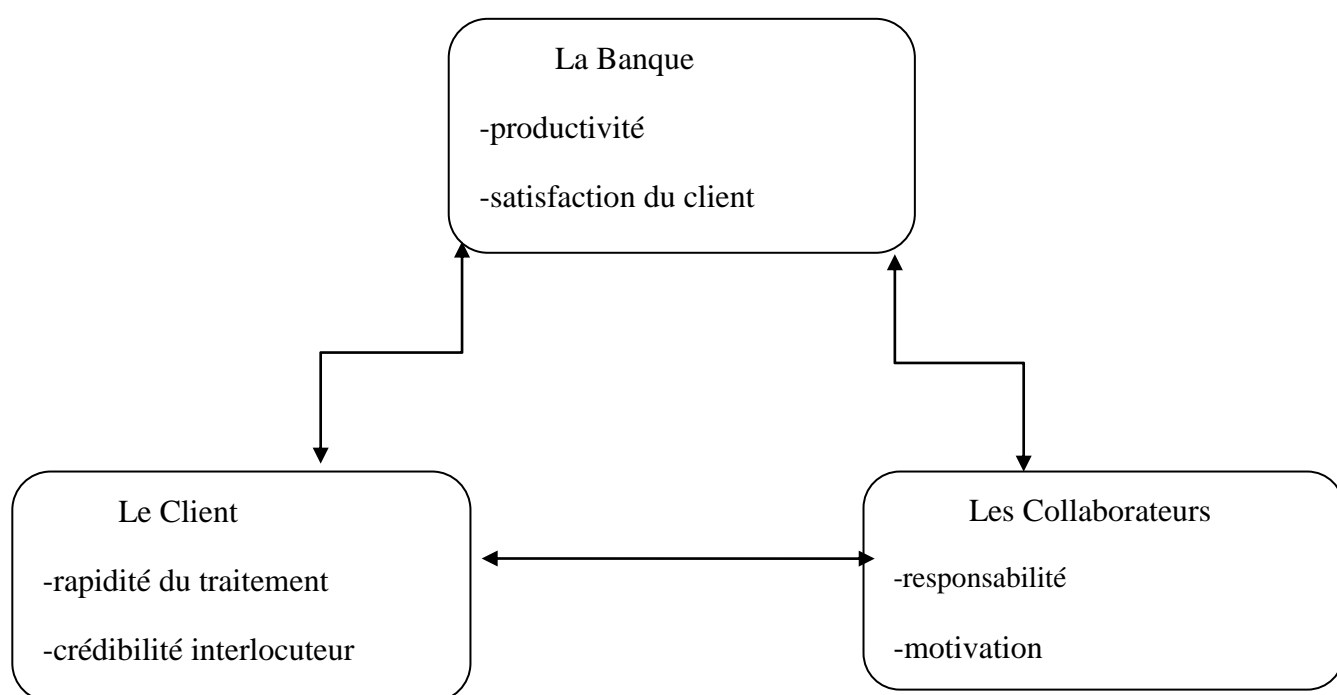 La Banque
-productivité
-satisfaction du client
Le Client
-rapidité du traitement
-crédibilité interlocuteur
Les Collaborateurs
-responsabilité
-motivation